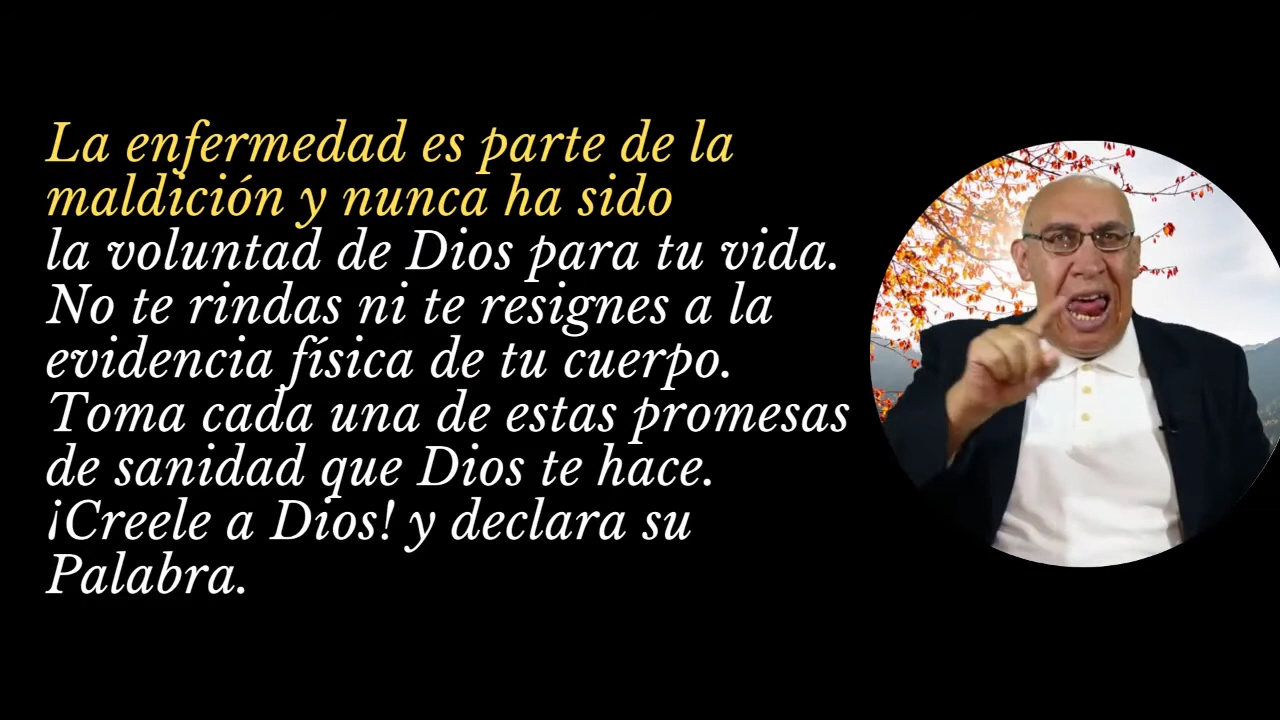 La enfermedad es parte de la
maldición y nunca ha sido
la voluntad de Dios para tu vida.
No te rindas ni te resignes a la
evidencia física de tu cuerpo.
Toma cada una de estas promesas
de sanidad que Dios te hace.
¡Creele a Dios! y declara su
Palabra.